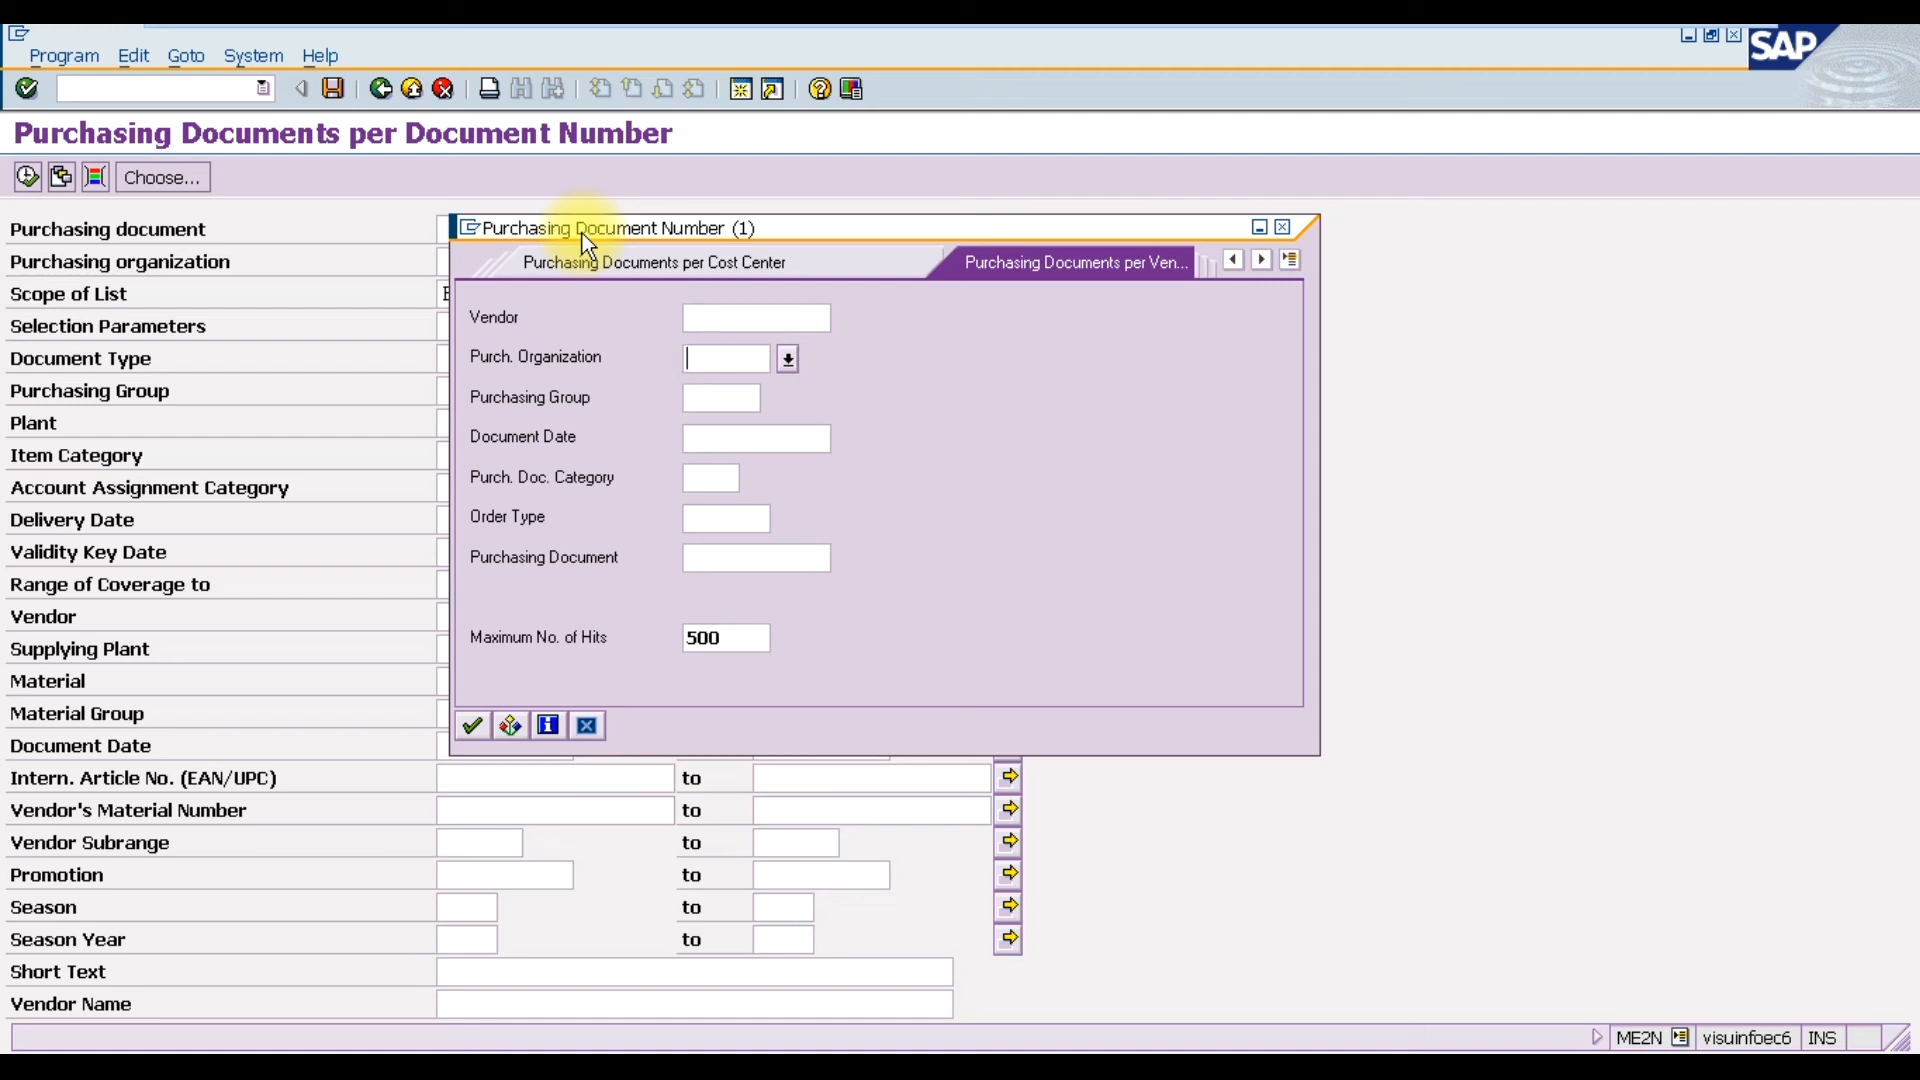 Program Edit Goto System Help
SAP
Purchasing Documents per Document Number
Choose...
Purchasing document
Purchasing organization
Scope of List
Selection Parameters
Document Type
Purchasing Group
Plant
Item Category
Account Assignment Category
Delivery Date
Validity Key Date
Range of Coverage to
Vendor
Supplying Plant
Material
Material Group
Document Date
Intern. Article No. (EAN/UPC) to
Vendor's Material Number to
Vendor Subrange to
Promotion to
Season to
Season Year to
Short Text
Vendor Name
Purchasing Document Number (1)
Purchasing Documents per Cost Center Purchasing Documents per Ven...
Vendor
Purch. Organization
Purchasing Group
Document Date
Purch. Doc. Category
Order Type
Purchasing Document
Maximum No. of Hits 500
ME2N visuinfoec6 INS